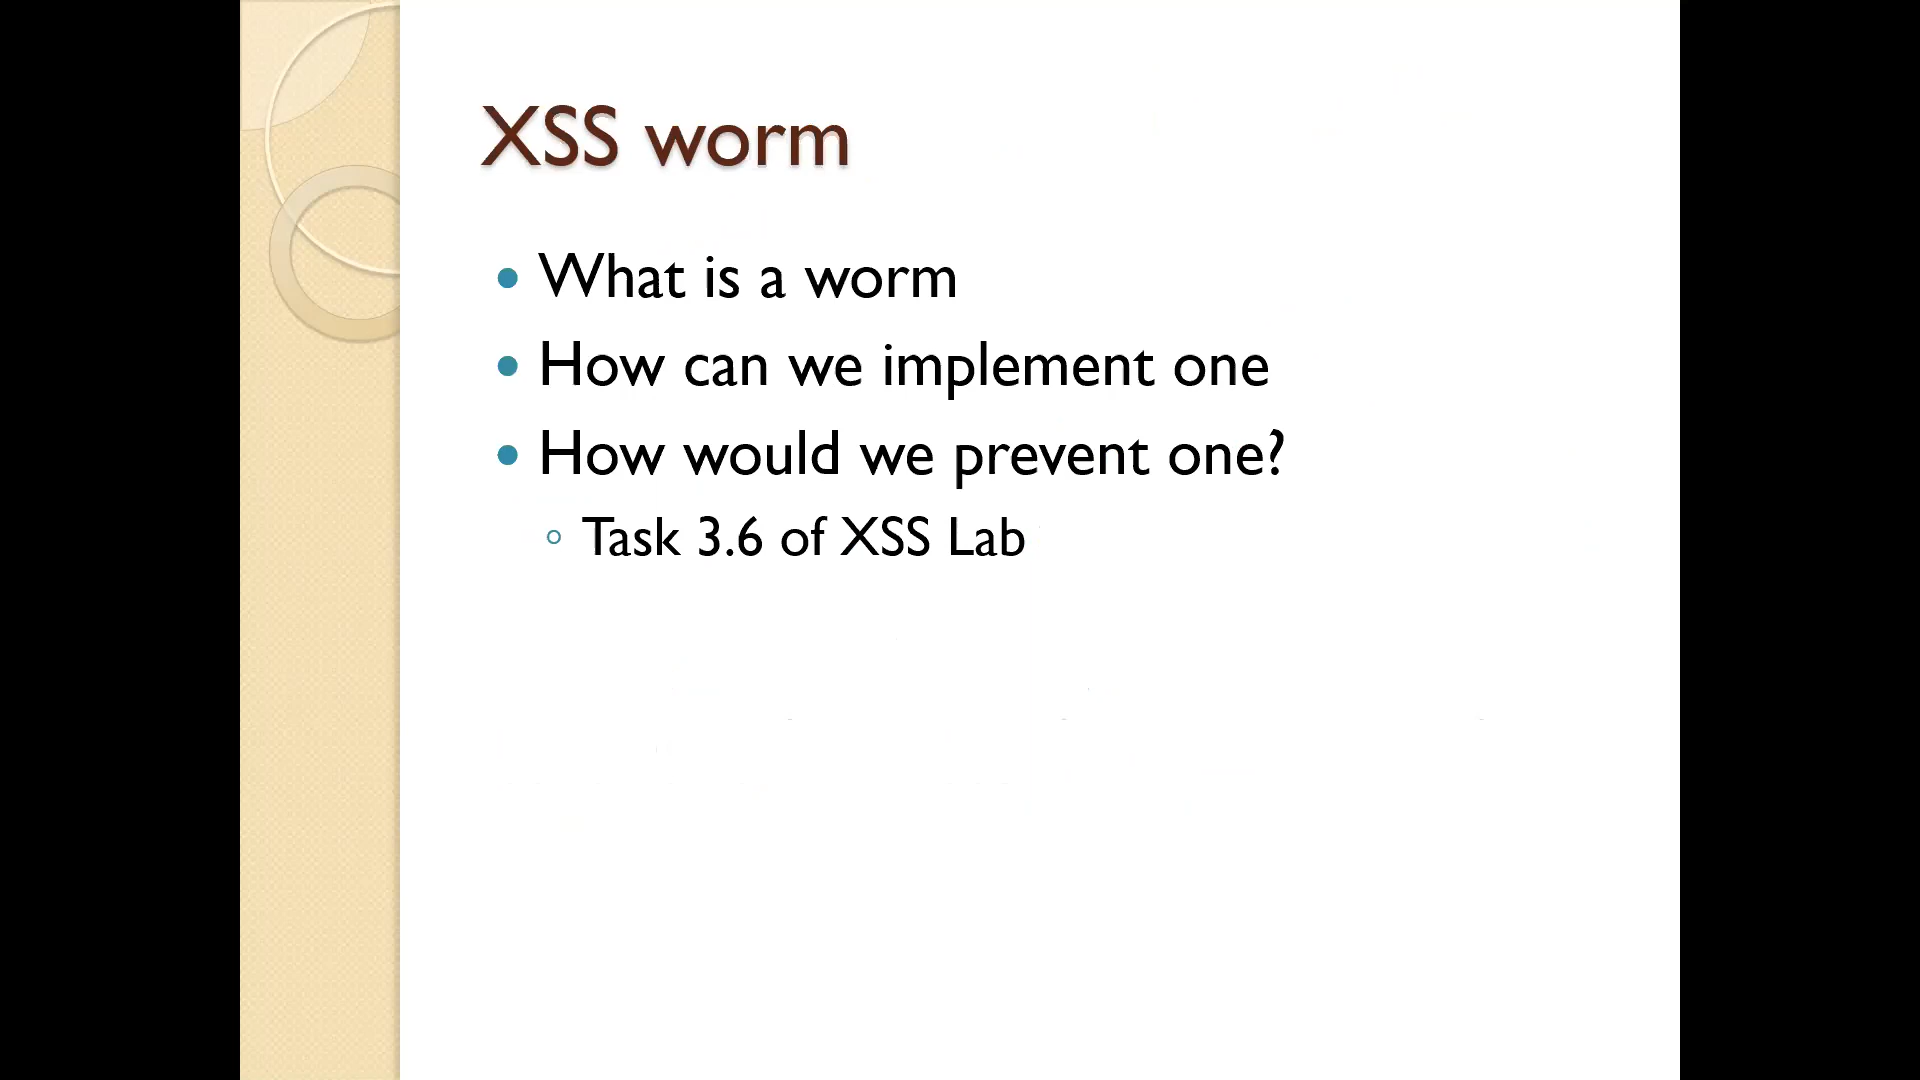 XSS worm
What is a worm
How can we implement one
How would we prevent one?
Task 3.6 of XSS Lab